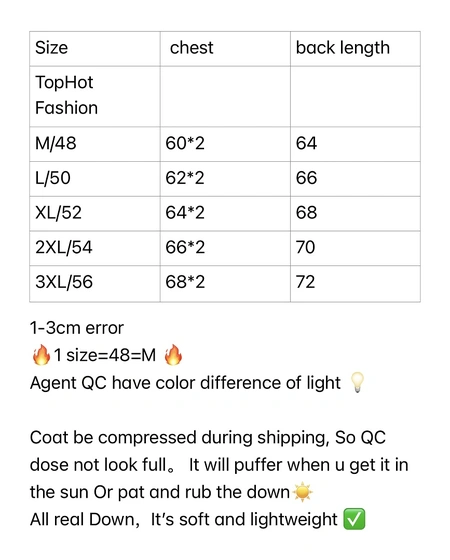 Size chest back length
TopHot
Fashion
M/48 60*2 64
L/50 62*2 66
XL/52 64*2 68
2XL/54 66*2 70
3XL/56 68*2 72
1-3cm error
🔥1 size=48=M 🔥
Agent QC have color difference of light 💡
Coat be compressed during shipping, So QC
dose not look full。 It will puffer when u get it in
the sun Or pat and rub the down☀️
All real Down，It’s soft and lightweight ✅